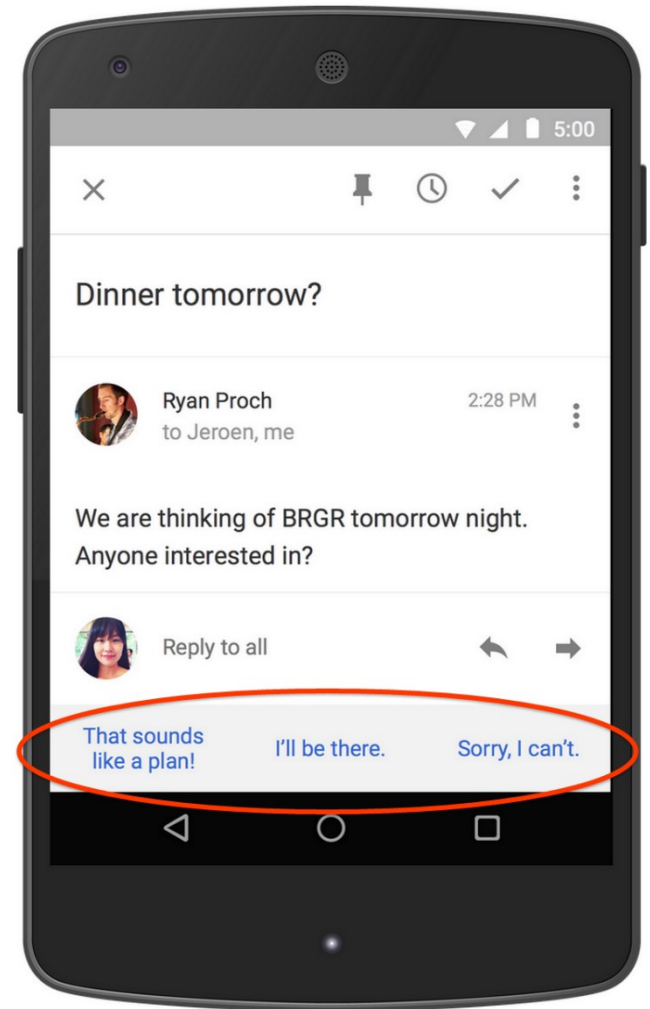 5:00
Dinner tomorrow?
Ryan Proch
2:28 PM
to Jeroen, me
We are thinking of BRGR tomorrow night.
Anyone interested in?
Reply to all
That sounds
like a plan!
I'll be there.
Sorry, I can't.